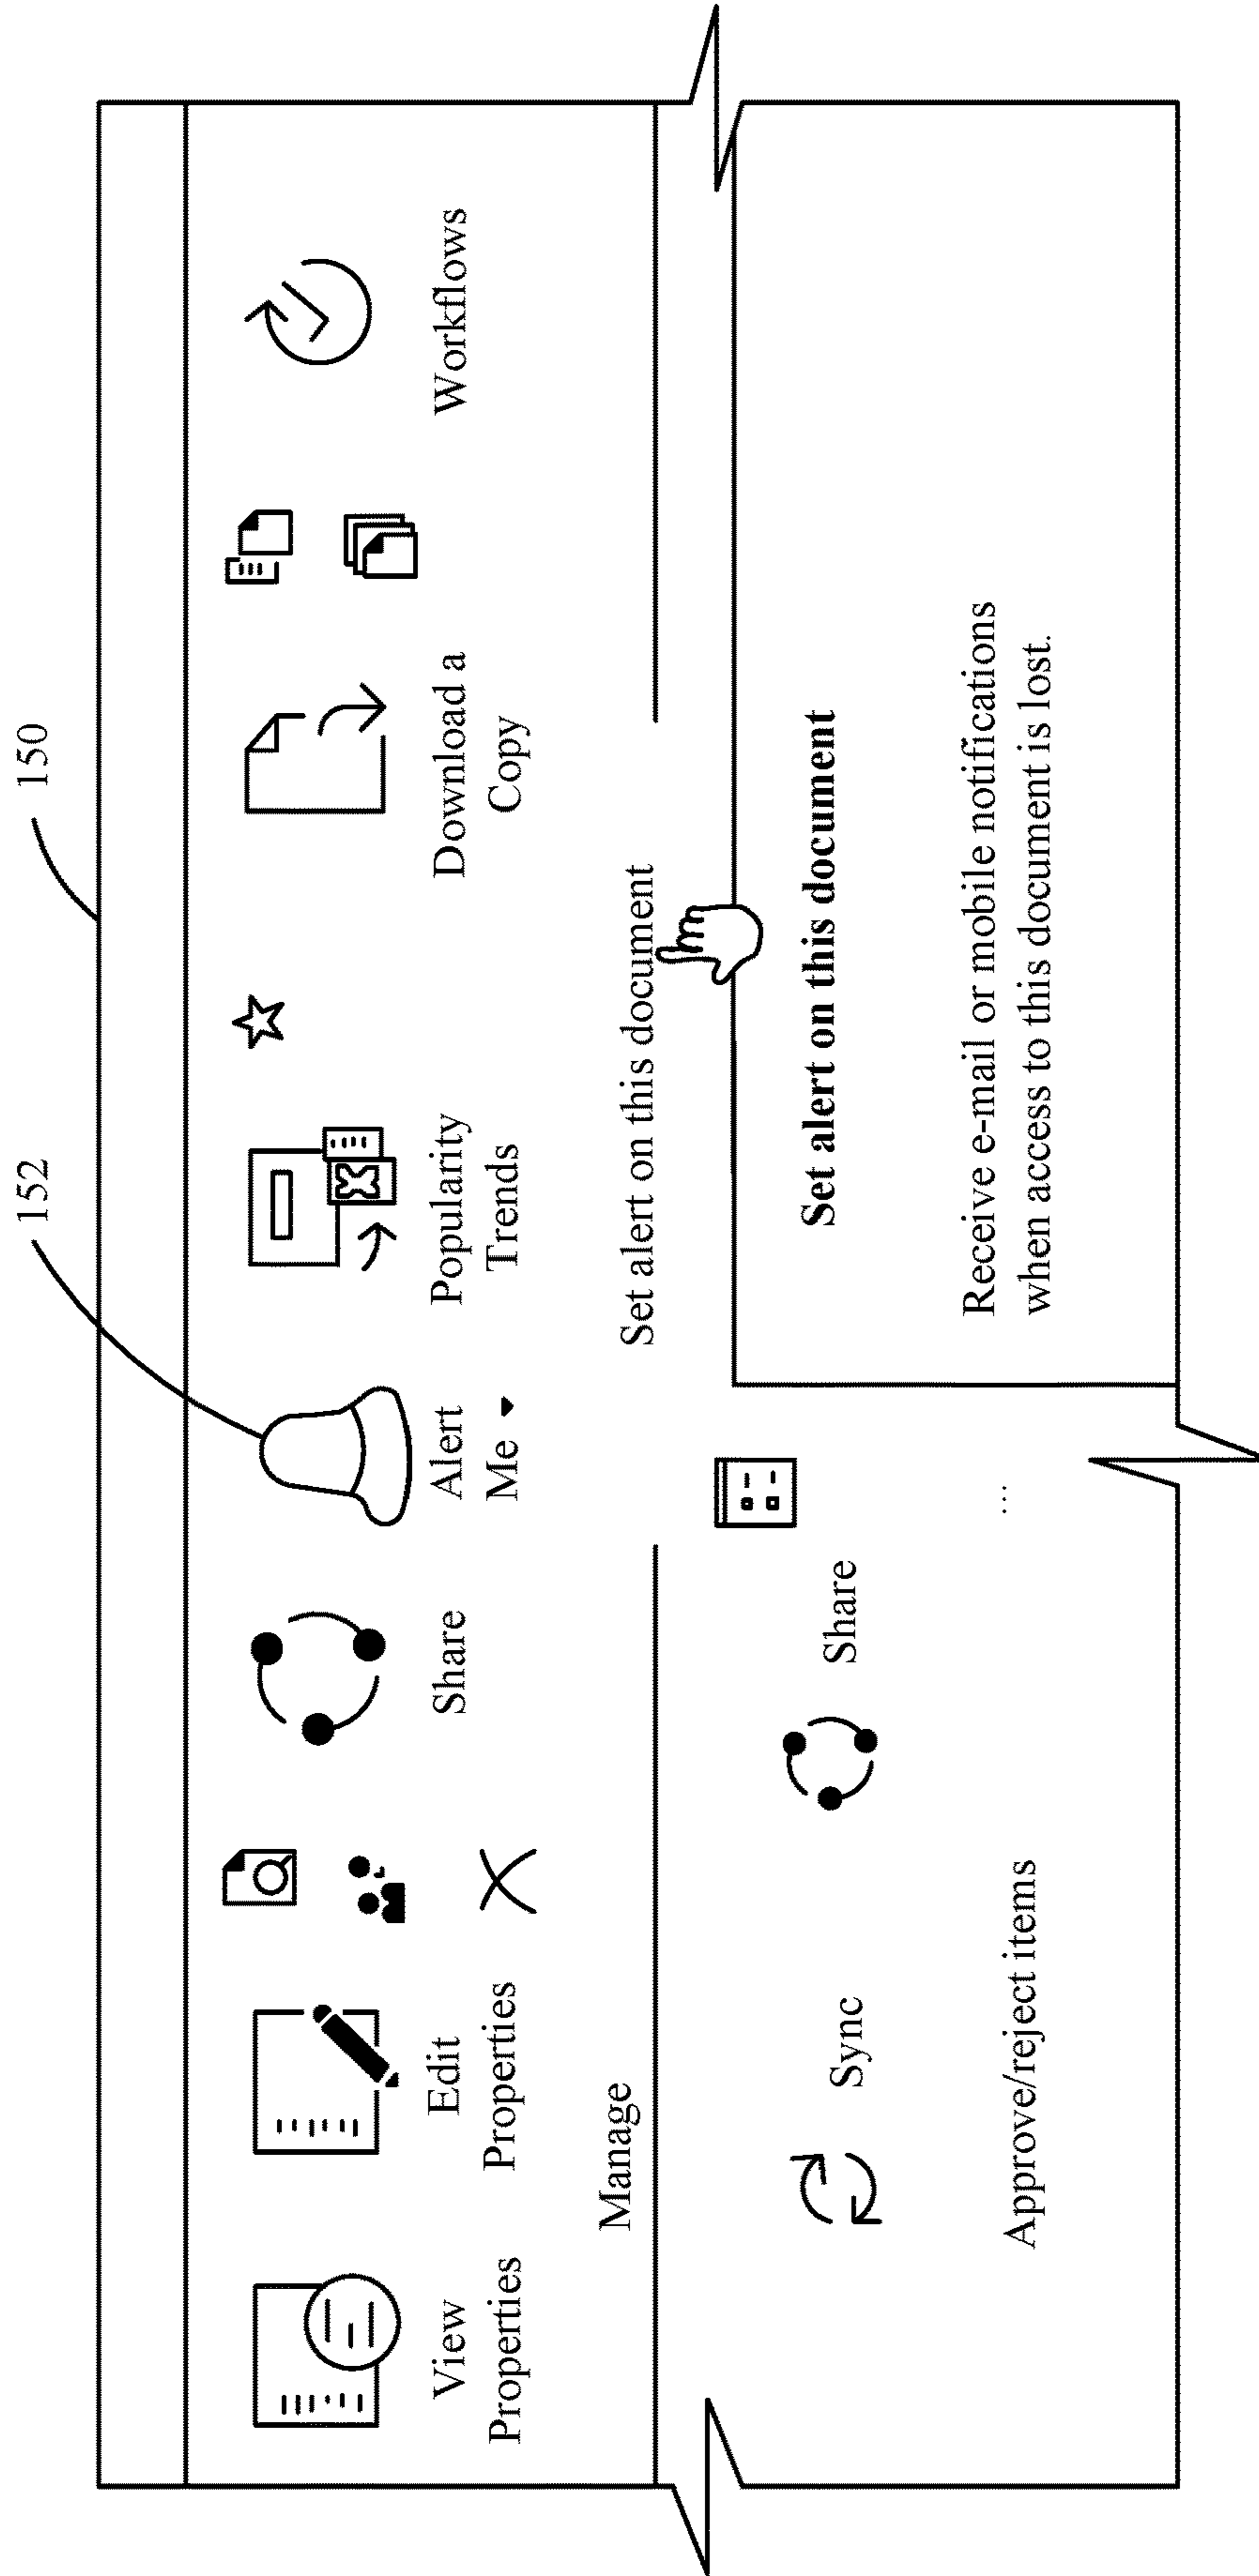 152
150
View
Properties
Edit
Properties
Share
Alert
Me
Popularity
Trends
Download a
Copy
Workflows
Manage
Set alert on this document
Sync
Share
Set alert on this document
Approve/reject items
...
Receive e-mail or mobile notifications
when access to this document is lost.